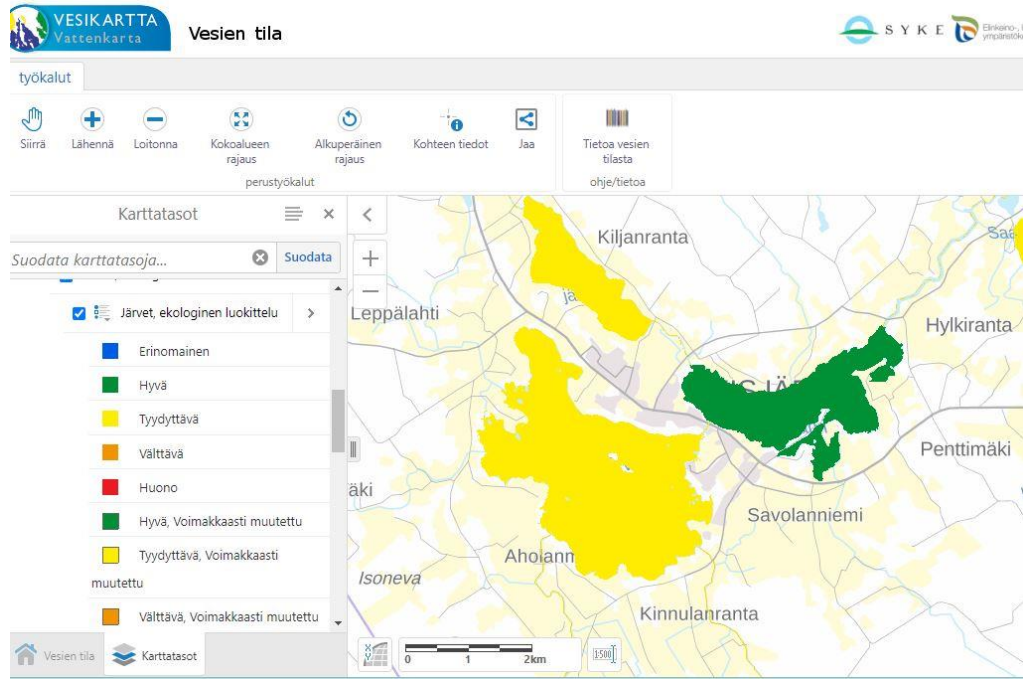 VESIKARTTA
Vattenkarta
Vesien tila
SYKE
työkalut
Siirrä
Lähennä
Loitonna
Kokoalueen
rajaus
Alkuperäinen
rajaus
Kohteen tiedot
Jaa
Tietoa vesien
tilasta
perustyökalut
ohje/tietoa
Karttatasot
Suodata karttatasoja...
Suodata
Järvet, ekologinen luokittelu
Erinomainen
Hyvä
Tyydyttävä
Välttävä
Huono
Hyvä, Voimakkaasti muutettu
Tyydyttävä, Voimakkaasti
muutettu
Välttävä, Voimakkaasti muutettu
Vesien tila
Karttatasot
Kiljanranta
Leppälahti
Hylkiranta
Penttimäki
Savolanniemi
Isoneva
Kinnulanranta
0 1 2km
1:500